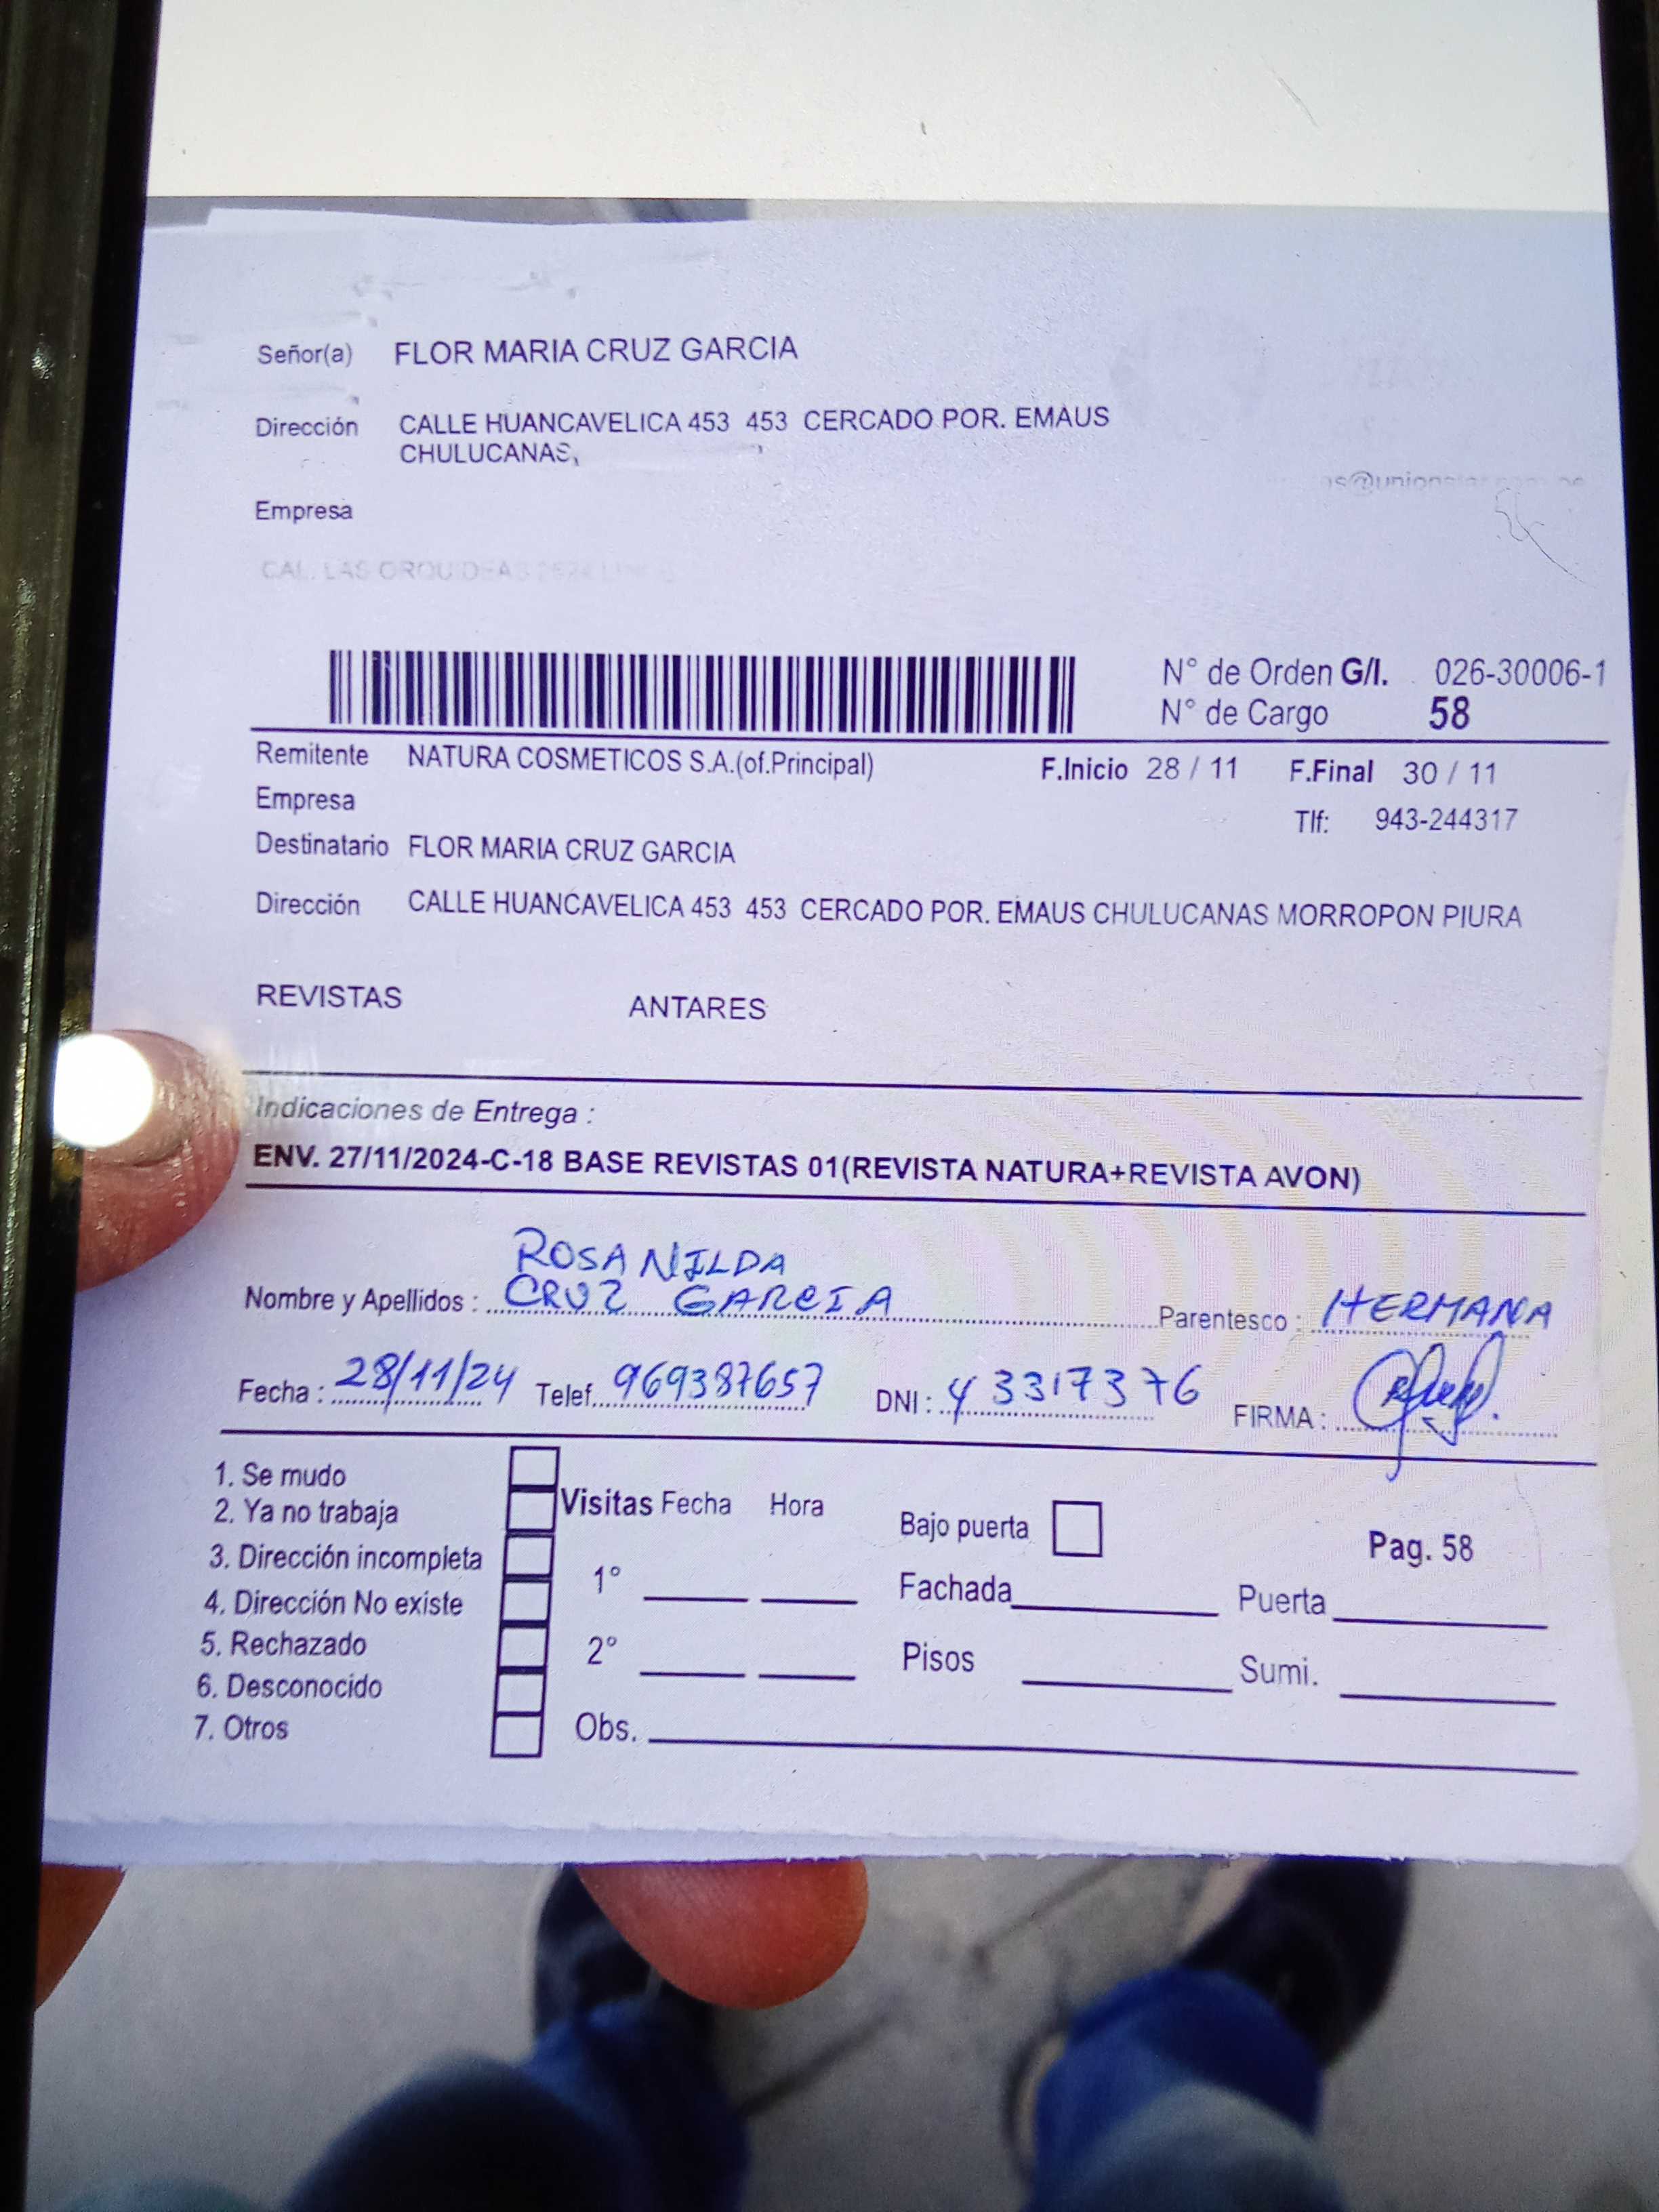 Señor(a) FLOR MARIA CRUZ GARCIA
Dirección CALLE HUANCAVELICA 453 453 CERCADO POR. EMAUS
CHULUCANAS,
Empresa
CAL. LAS ORQUIDEAS
N° de Orden G/I. 026-30006-1
N° de Cargo 58
Remitente NATURA COSMETICOS S.A.(of.Principal) F.Inicio 28 / 11 F.Final 30 / 11
Empresa
Tlf: 943-244317
Destinatario FLOR MARIA CRUZ GARCIA
Dirección CALLE HUANCAVELICA 453 453 CERCADO POR. EMAUS CHULUCANAS MORROPON PIURA
REVISTAS ANTARES
Indicaciones de Entrega :
ENV. 27/11/2024-C-18 BASE REVISTAS 01(REVISTA NATURA+REVISTA AVON)
ROSA NILDA
Nombre y Apellidos : CRUZ GARCIA Parentesco : HERMANA
Fecha : 28/11/24 Telef. 969387657 DNI : 43317376 FIRMA :
1. Se mudo
2. Ya no trabaja
3. Dirección incompleta
4. Dirección No existe
5. Rechazado
6. Desconocido
7. Otros
Visitas Fecha Hora
1°
2°
Obs.
Bajo puerta Pag. 58
Fachada Puerta
Pisos Sumi.